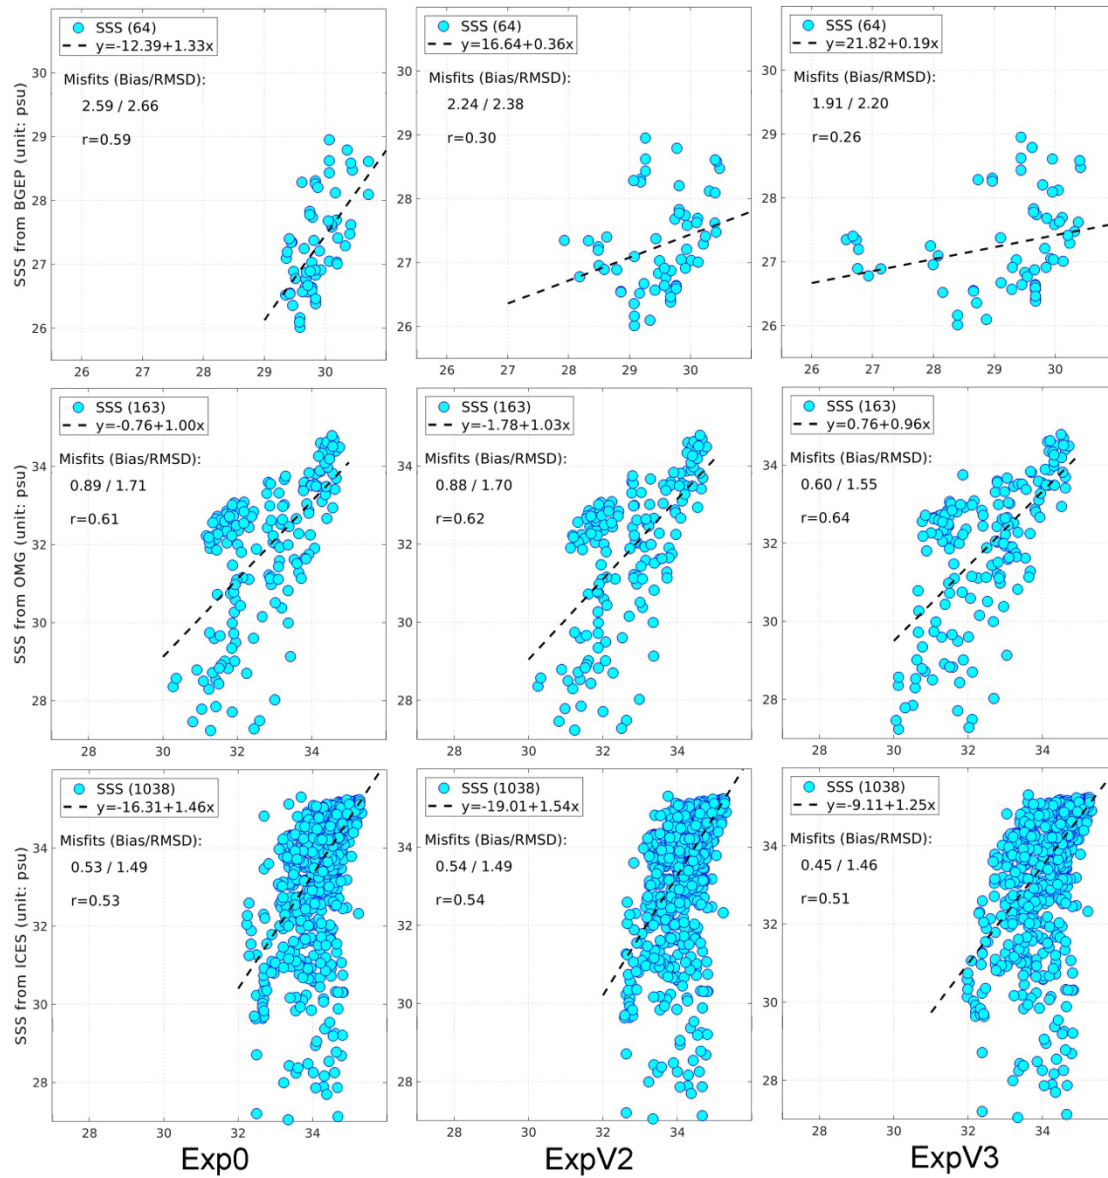 SSS (64)
y=-12.39+1.33x
Misfits (Bias/RMSD):
2.59 / 2.66
r=0.59
30
29
28
27
26
26 27 28 29 30
SSS from BGEP (unit: psu)
SSS (64)
y=16.64+0.36x
Misfits (Bias/RMSD):
2.24 / 2.38
r=0.30
30
29
28
27
26
26 27 28 29 30
SSS (64)
y=21.82+0.19x
Misfits (Bias/RMSD):
1.91 / 2.20
r=0.26
30
29
28
27
26
26 27 28 29 30
SSS (163)
y=-0.76+1.00x
Misfits (Bias/RMSD):
0.89 / 1.71
r=0.61
34
32
30
28
28 30 32 34
SSS from OMG (unit: psu)
SSS (163)
y=-1.78+1.03x
Misfits (Bias/RMSD):
0.88 / 1.70
r=0.62
34
32
30
28
28 30 32 34
SSS (163)
y=0.76+0.96x
Misfits (Bias/RMSD):
0.60 / 1.55
r=0.64
34
32
30
28
28 30 32 34
SSS (1038)
y=-16.31+1.46x
Misfits (Bias/RMSD):
0.53 / 1.49
r=0.53
34
32
30
28
28 30 32 34
SSS from ICES (unit: psu)
SSS (1038)
y=-19.01+1.54x
Misfits (Bias/RMSD):
0.54 / 1.49
r=0.54
34
32
30
28
28 30 32 34
SSS (1038)
y=-9.11+1.25x
Misfits (Bias/RMSD):
0.45 / 1.46
r=0.51
34
32
30
28
28 30 32 34
Exp0
ExpV2
ExpV3